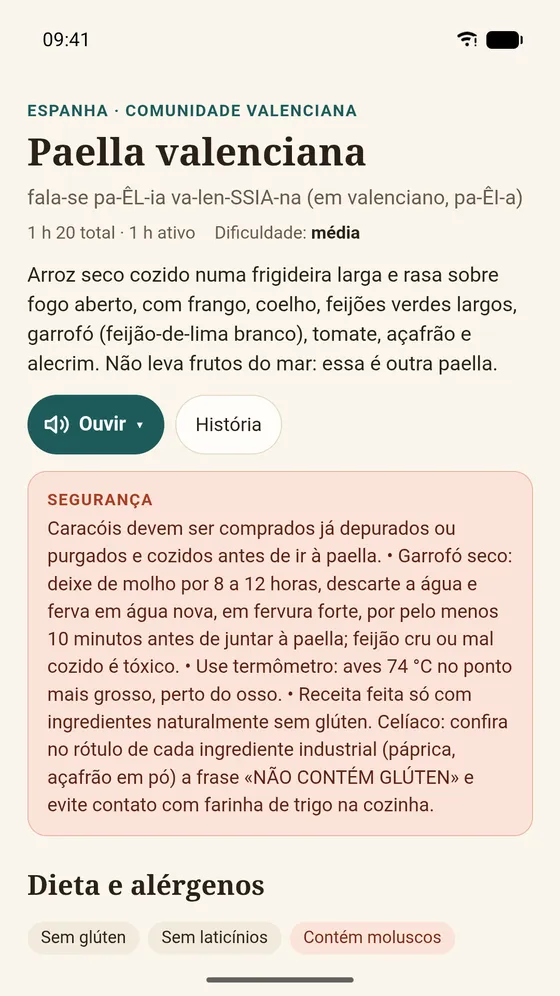 09:41
ESPANHA · COMUNIDADE VALENCIANA
Paella valenciana
fala-se pa-ÊL-ia va-len-SSIA-na (em valenciano, pa-ÊI-a)
1 h 20 total · 1 h ativo Dificuldade: média
Arroz seco cozido numa frigideira larga e rasa sobre
fogo aberto, com frango, coelho, feijões verdes largos,
garrofó (feijão-de-lima branco), tomate, açafrão e
alecrim. Não leva frutos do mar: essa é outra paella.
Ouvir ▾
História
SEGURANÇA
Caracóis devem ser comprados já depurados ou
purgados e cozidos antes de ir à paella. • Garrofó seco:
deixe de molho por 8 a 12 horas, descarte a água e
ferva em água nova, em fervura forte, por pelo menos
10 minutos antes de juntar à paella; feijão cru ou mal
cozido é tóxico. • Use termômetro: aves 74 °C no ponto
mais grosso, perto do osso. • Receita feita só com
ingredientes naturalmente sem glúten. Celíaco: confira
no rótulo de cada ingrediente industrial (páprica,
açafrão em pó) a frase «NÃO CONTÉM GLÚTEN» e
evite contato com farinha de trigo na cozinha.
Dieta e alérgenos
Sem glúten
Sem laticínios
Contém moluscos